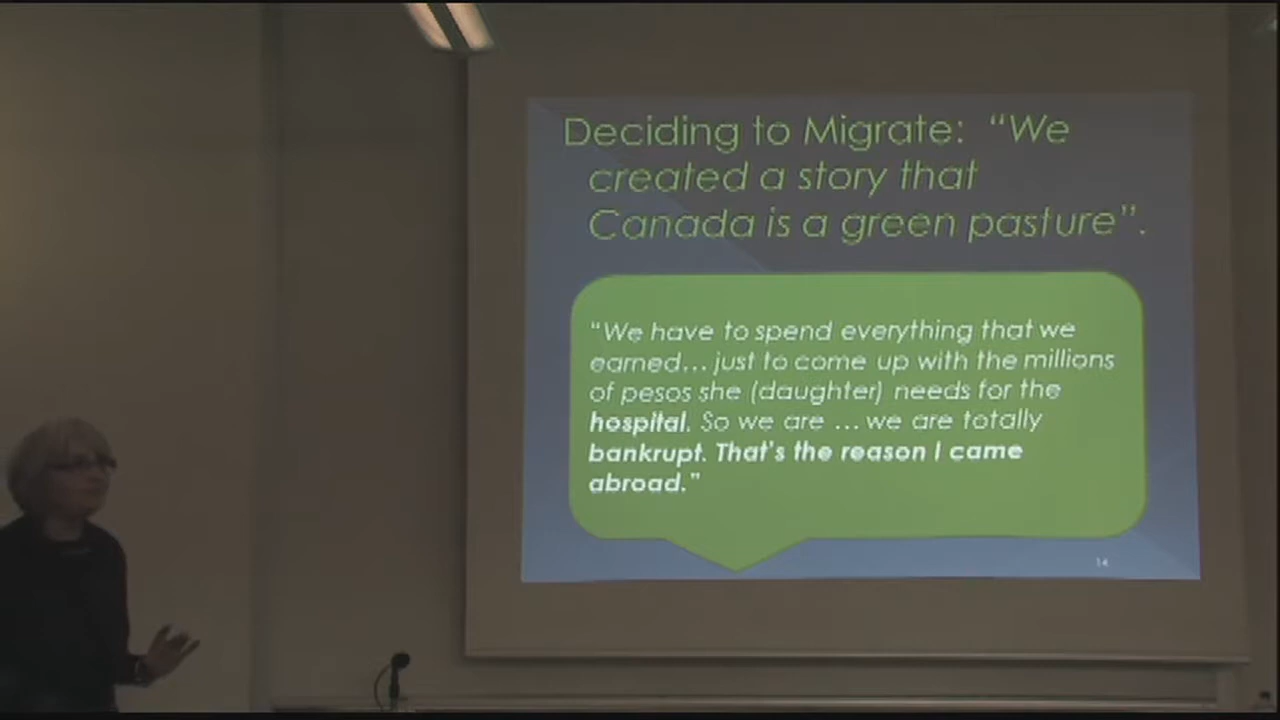 Deciding to Migrate: “We
created a story that
Canada is a green pasture”.
“We have to spend everything that we
earned... just to come up with the millions
of pesos she (daughter) needs for the
hospital. So we are ... we are totally
bankrupt. That's the reason I came
abroad.”
14